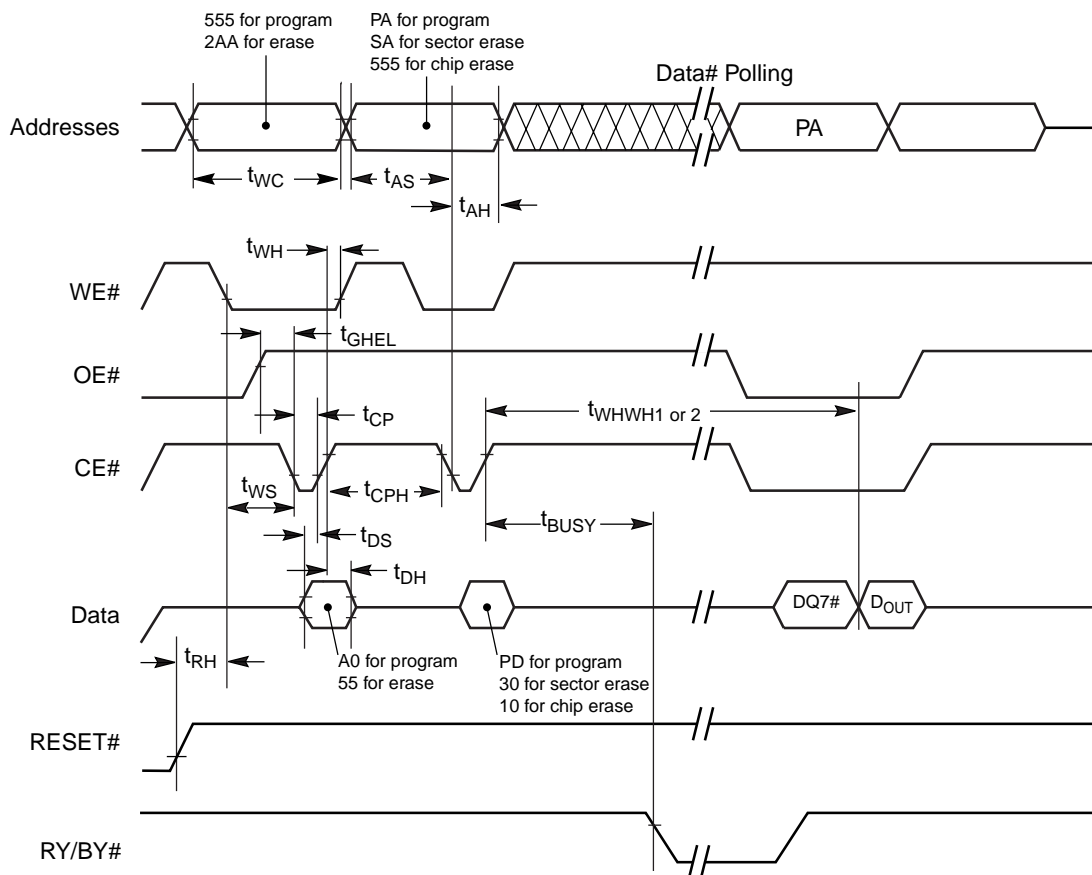 555 for program
2AA for erase
PA for program
SA for sector erase
555 for chip erase
Data# Polling
Addresses
PA
tWC
tAS
tAH
tWH
WE#
tGHEL
OE#
tWHWH1 or 2
tCP
CE#
tWS
tCPH
tBUSY
tDS
tDH
Data
DQ7#
DOUT
tRH
A0 for program
55 for erase
PD for program
30 for sector erase
10 for chip erase
RESET#
RY/BY#